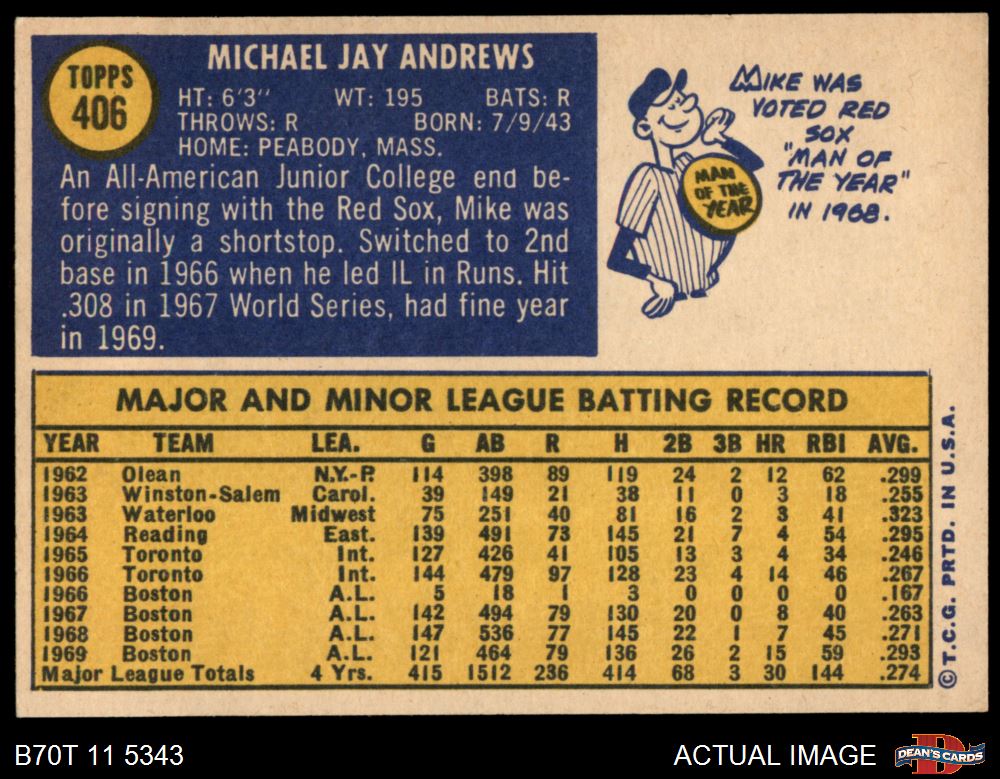 TOPPS
406
MICHAEL JAY ANDREWS
HT: 6'3" WT: 195 BATS: R
THROWS: R BORN: 7/9/43
HOME: PEABODY, MASS.
An All-American Junior College end be-
fore signing with the Red Sox, Mike was
originally a shortstop. Switched to 2nd
base in 1966 when he led IL in Runs. Hit
.308 in 1967 World Series, had fine year
in 1969.
MIKE WAS
VOTED RED
SOX
"MAN OF
THE YEAR"
IN 1968.
MAN
OF THE
YEAR
MAJOR AND MINOR LEAGUE BATTING RECORD
YEAR TEAM LEA. G AB R H 2B 3B HR RBI AVG.
1962 Olean N.Y.-P. 114 398 89 119 24 2 12 62 .299
1963 Winston-Salem Carol. 39 149 21 38 11 0 3 18 .255
1963 Waterloo Midwest 75 251 40 81 16 2 3 41 .323
1964 Reading East. 139 491 73 145 21 7 4 54 .295
1965 Toronto Int. 127 426 41 105 13 3 4 34 .246
1966 Toronto Int. 144 479 97 128 23 4 14 46 .267
1966 Boston A.L. 5 18 1 3 0 0 0 0 .167
1967 Boston A.L. 142 494 79 130 20 0 8 40 .263
1968 Boston A.L. 147 536 77 145 22 1 7 45 .271
1969 Boston A.L. 121 464 79 136 26 2 15 59 .293
Major League Totals 4 Yrs. 415 1512 236 414 68 3 30 144 .274
©T.C.G. PRTD. IN U.S.A.
B70T 11 5343
ACTUAL IMAGE
DEAN'S CARDS